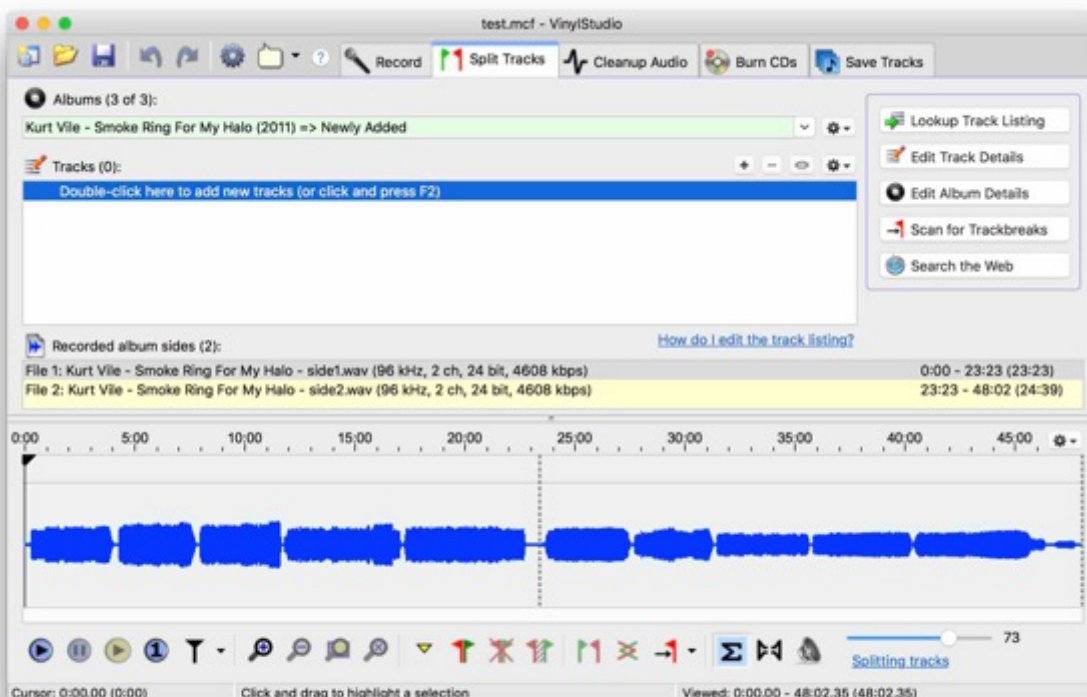 test.mcf - VinylStudio
? Record Split Tracks Cleanup Audio Burn CDs Save Tracks
Albums (3 of 3):
Kurt Vile - Smoke Ring For My Halo (2011) => Newly Added
Tracks (0):
Double-click here to add new tracks (or click and press F2)
Lookup Track Listing
Edit Track Details
Edit Album Details
Scan for Trackbreaks
Search the Web
Recorded album sides (2):
How do I edit the track listing?
File 1: Kurt Vile - Smoke Ring For My Halo - side1.wav (96 kHz, 2 ch, 24 bit, 4608 kbps) 0:00 - 23:23 (23:23)
File 2: Kurt Vile - Smoke Ring For My Halo - side2.wav (96 kHz, 2 ch, 24 bit, 4608 kbps) 23:23 - 48:02 (24:39)
0:00 5:00 10:00 15:00 20:00 25:00 30:00 35:00 40:00 45:00
1 73
Splitting tracks
Cursor: 0:00.00 (0:00) Click and drag to highlight a selection Viewed: 0:00.00 - 48:02.35 (48:02.35)